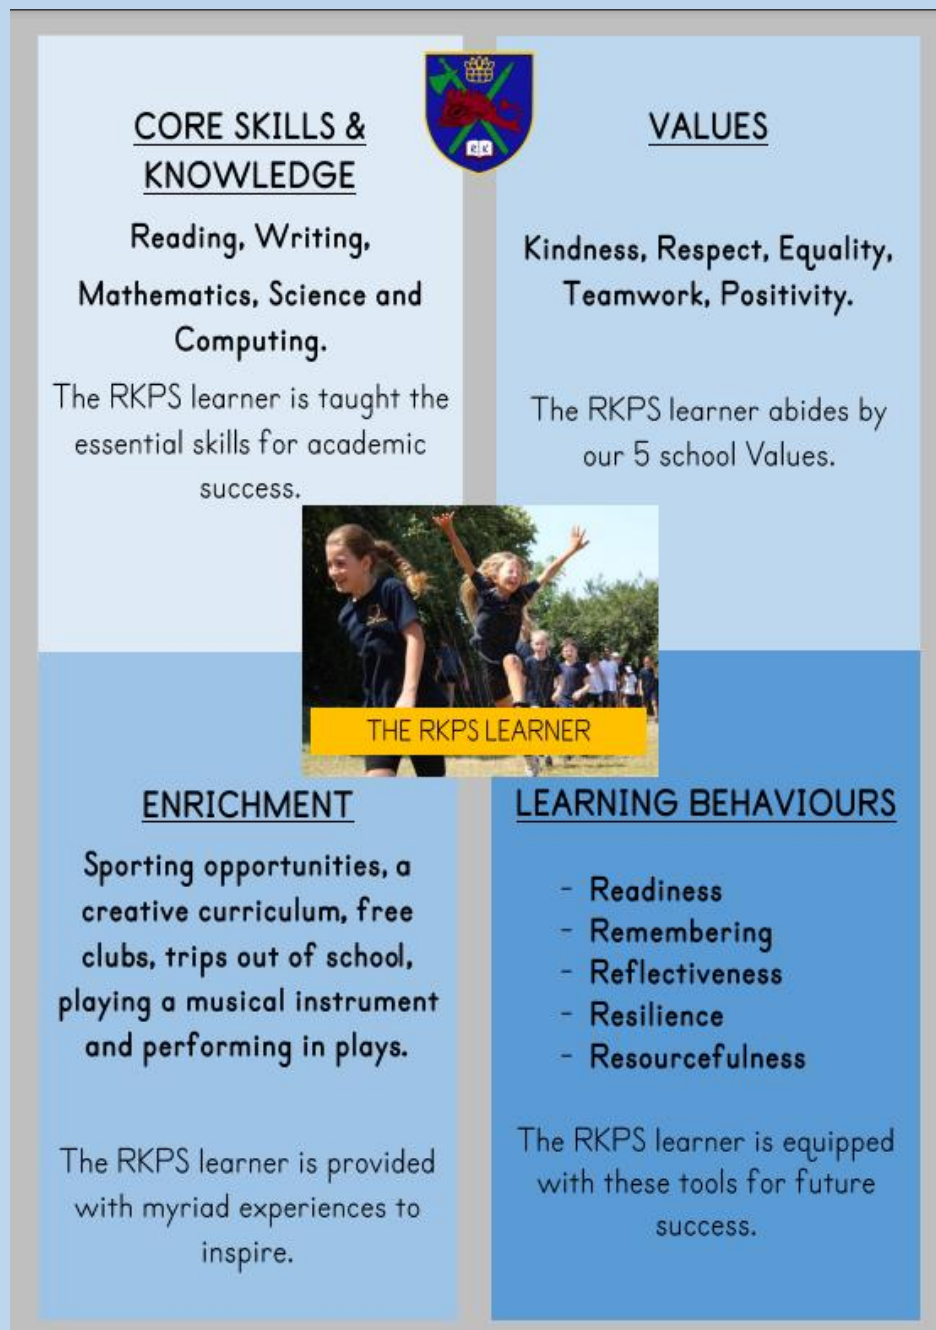 CORE SKILLS &
KNOWLEDGE
Reading, Writing,
Mathematics, Science and
Computing.
The RKPS learner is taught the
essential skills for academic
success.
R K
VALUES
Kindness, Respect, Equality,
Teamwork, Positivity.
The RKPS learner abides by
our 5 school Values.
THE RKPS LEARNER
ENRICHMENT
Sporting opportunities, a
creative curriculum, free
clubs, trips out of school,
playing a musical instrument
and performing in plays.
The RKPS learner is provided
with myriad experiences to
inspire.
LEARNING BEHAVIOURS
- Readiness
- Remembering
- Reflectiveness
- Resilience
- Resourcefulness
The RKPS learner is equipped
with these tools for future
success.